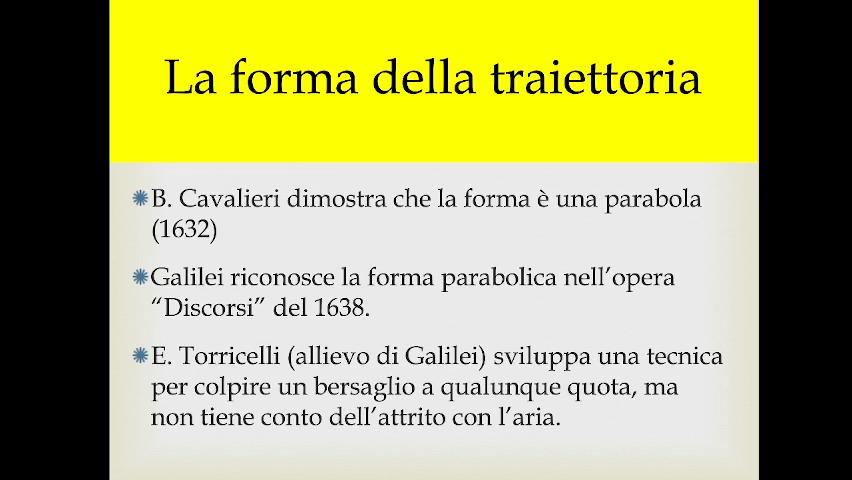 La forma della traiettoria
B. Cavalieri dimostra che la forma è una parabola
(1632)
Galilei riconosce la forma parabolica nell’opera
“Discorsi” del 1638.
E. Torricelli (allievo di Galilei) sviluppa una tecnica
per colpire un bersaglio a qualunque quota, ma
non tiene conto dell’attrito con l’aria.